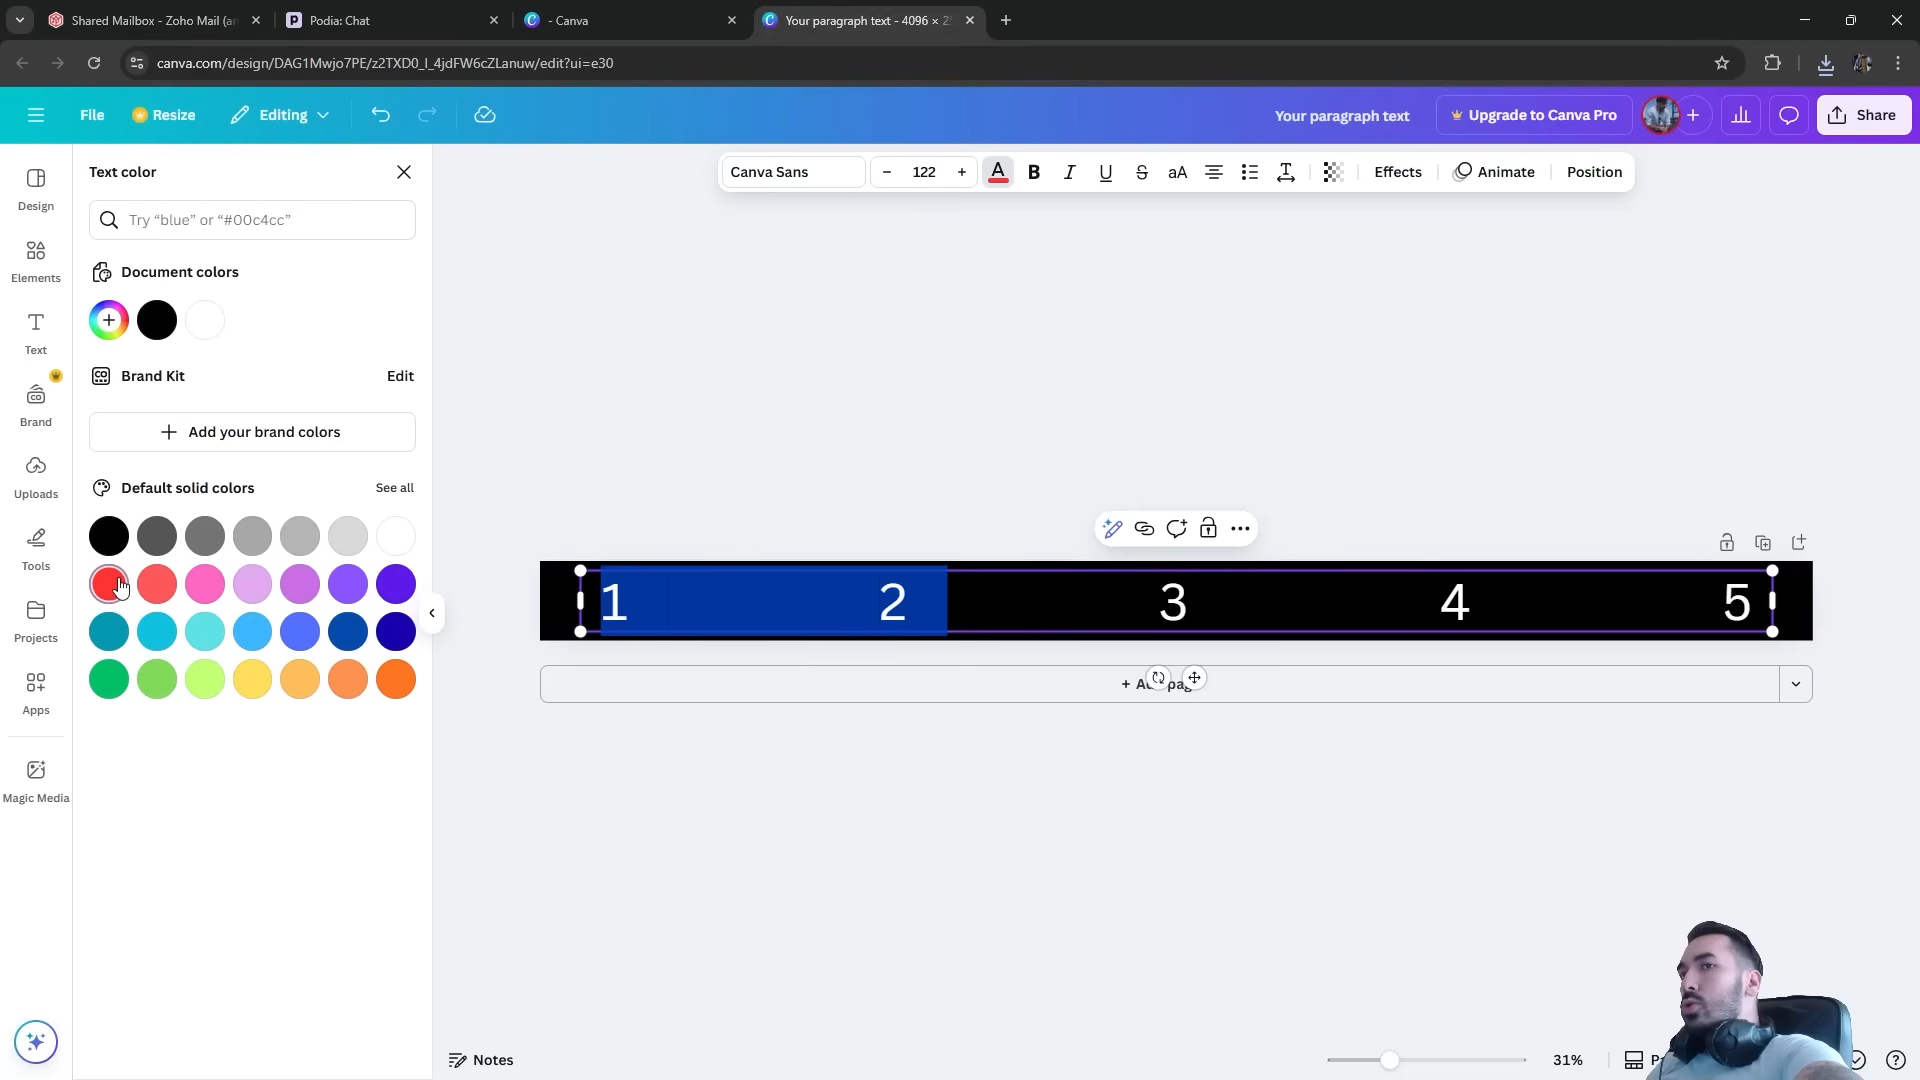 Shared Mailbox - Zoho Mail (a
Podia: Chat
- Canva
Your paragraph text - 4096 × 2
canva.com/design/DAG1Mwjo7PE/z2TXD0_l_4jdFW6cZLanuw/edit?ui=e30
File
Resize
Editing
Your paragraph text
Upgrade to Canva Pro
Share
Design
Elements
Text
Brand
Uploads
Tools
Projects
Apps
Magic Media
Text color
Try “blue” or “#00c4cc”
Document colors
Brand Kit
Edit
Add your brand colors
Default solid colors
See all
Canva Sans
122
A B I U S aA
Effects
Animate
Position
1 2 3 4 5
Notes
31%